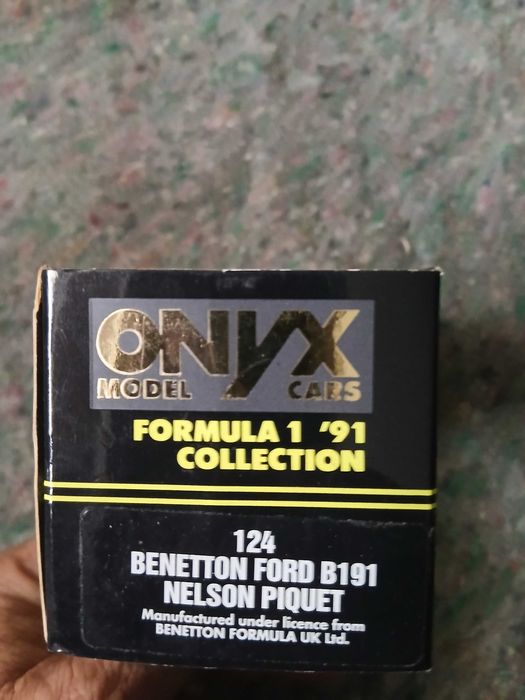 ONYX
MODEL CARS
FORMULA 1 '91
COLLECTION
124
BENETTON FORD B191
NELSON PIQUET
Manufactured under licence from
BENETTON FORMULA UK Ltd.